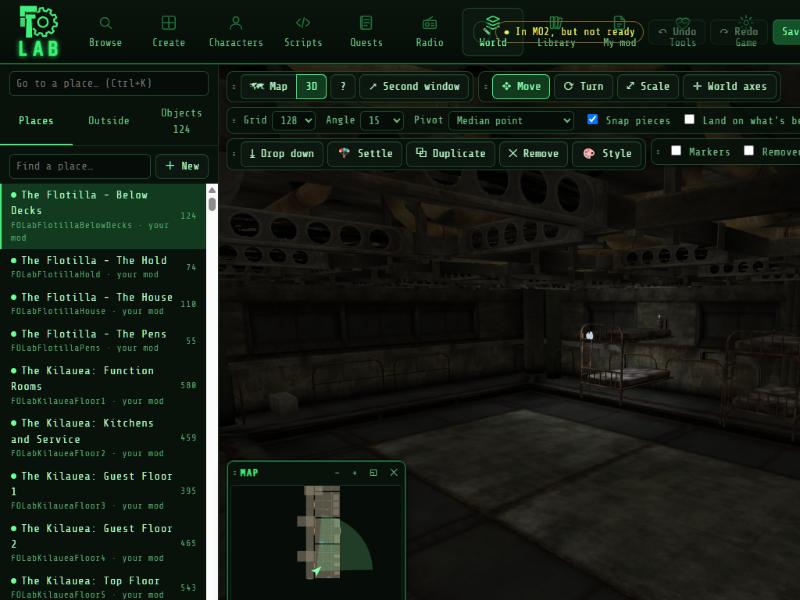 LAB
Browse
Create
Characters
Scripts
Quests
Radio
World
Library
My mod
Tools
Game
In MO2, but not ready
Undo
Redo
Sav
Go to a place… (Ctrl+K)
Places
Outside
Objects
124
Find a place…
+ New
The Flotilla - Below
Decks
124
FOLabFlotillaBelowDecks · your
mod
The Flotilla - The Hold
74
FOLabFlotillaHold · your mod
The Flotilla - The House
110
FOLabFlotillaHouse · your mod
The Flotilla - The Pens
55
FOLabFlotillaPens · your mod
The Kilauea: Function
Rooms
580
FOLabKilaueaFloor1 · your mod
The Kilauea: Kitchens
and Service
459
FOLabKilaueaFloor2 · your mod
The Kilauea: Guest Floor
1
395
FOLabKilaueaFloor3 · your mod
The Kilauea: Guest Floor
2
465
FOLabKilaueaFloor4 · your mod
The Kilauea: Top Floor
543
FOLabKilaueaFloor5 · your mod
Map
3D
?
Second window
Move
Turn
Scale
World axes
Grid
128
Angle
15
Pivot
Median point
Snap pieces
Land on what's be
Drop down
Settle
Duplicate
Remove
Style
Markers
Remove
MAP